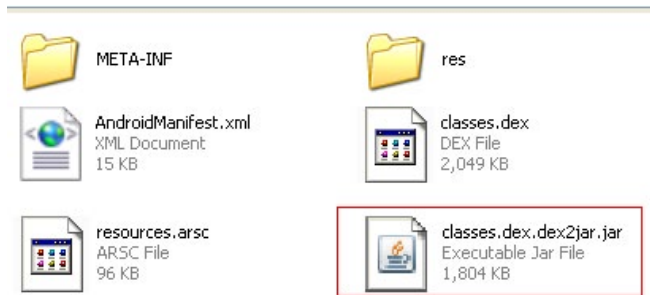 META-INF
res
AndroidManifest.xml
XML Document
15 KB
classes.dex
DEX File
2,049 KB
resources.arsc
ARSC File
96 KB
classes.dex.dex2jar.jar
Executable Jar File
1,804 KB